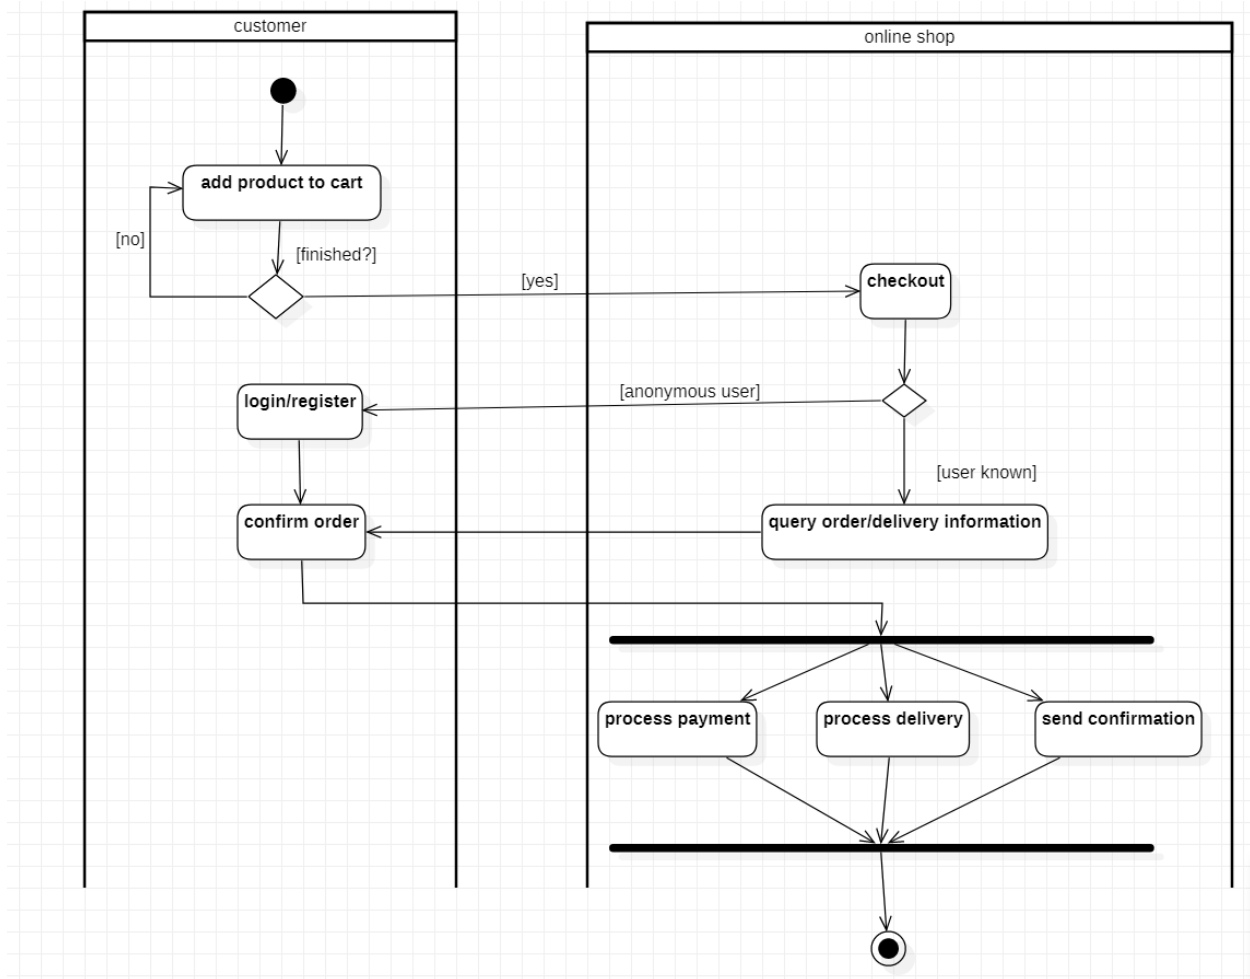 customer
online shop
add product to cart
[no]
[finished?]
[yes]
checkout
login/register
[anonymous user]
[user known]
confirm order
query order/delivery information
process payment
process delivery
send confirmation